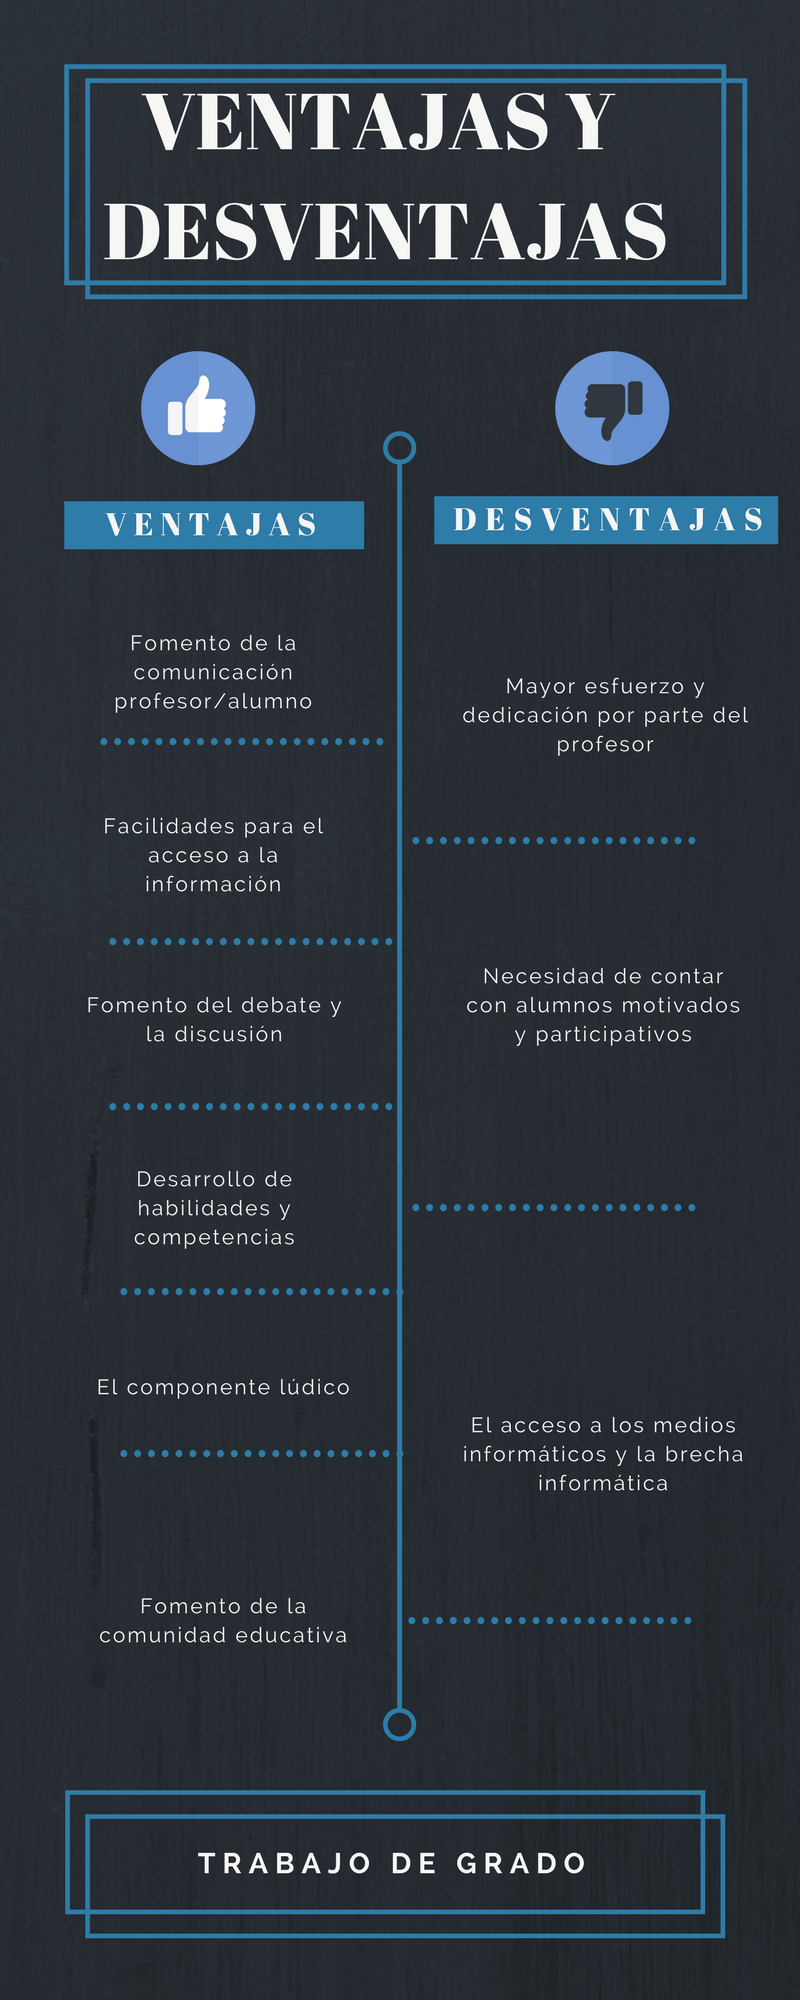 VENTAJAS Y
DESVENTAJAS
VENTAJAS
Fomento de la
comunicación
profesor/alumno
Facilidades para el
acceso a la
información
Fomento del debate y
la discusión
Desarrollo de
habilidades y
competencias
El componente lúdico
Fomento de la
comunidad educativa
DESVENTAJAS
Mayor esfuerzo y
dedicación por parte del
profesor
Necesidad de contar
con alumnos motivados
y participativos
El acceso a los medios
informáticos y la brecha
informática
TRABAJO DE GRADO